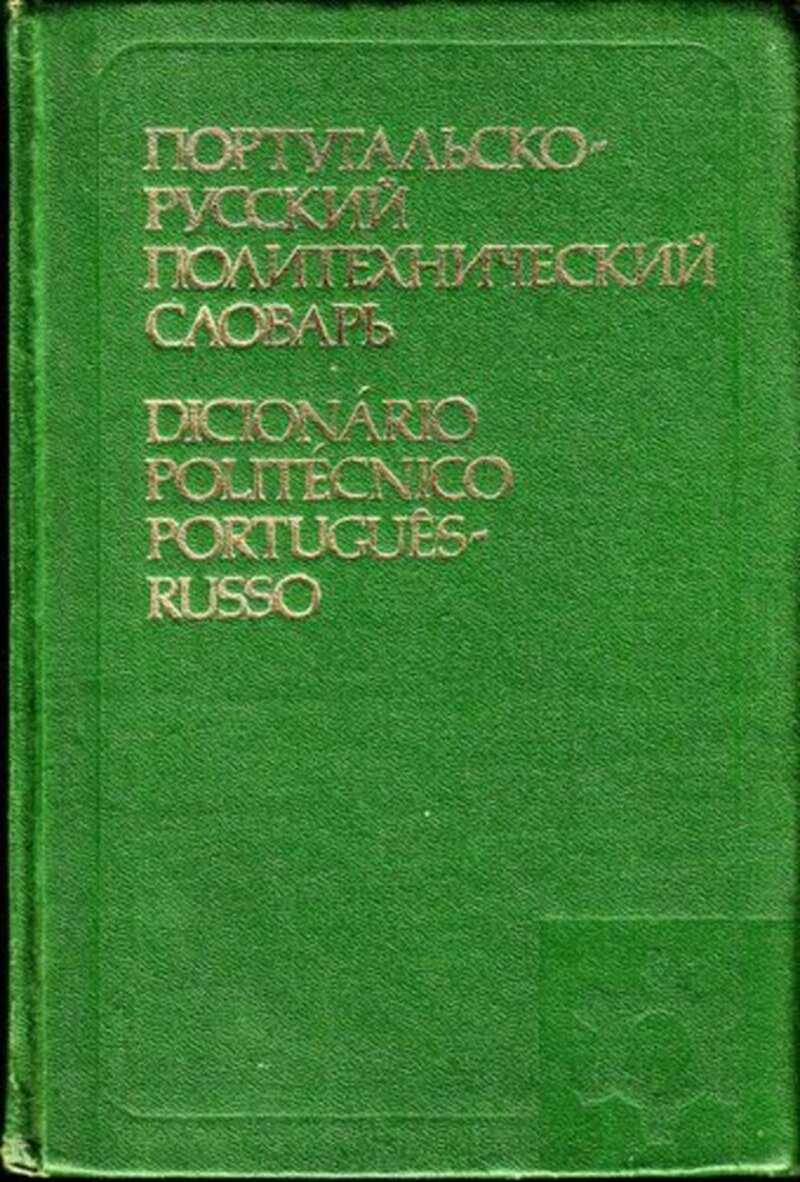 ПОРТУГАЛЬСКО-
РУССКИЙ
ПОЛИТЕХНИЧЕСКИЙ
СЛОВАРЬ
DICIONÁRIO
POLITÉCNICO
PORTUGUÊS-
RUSSO